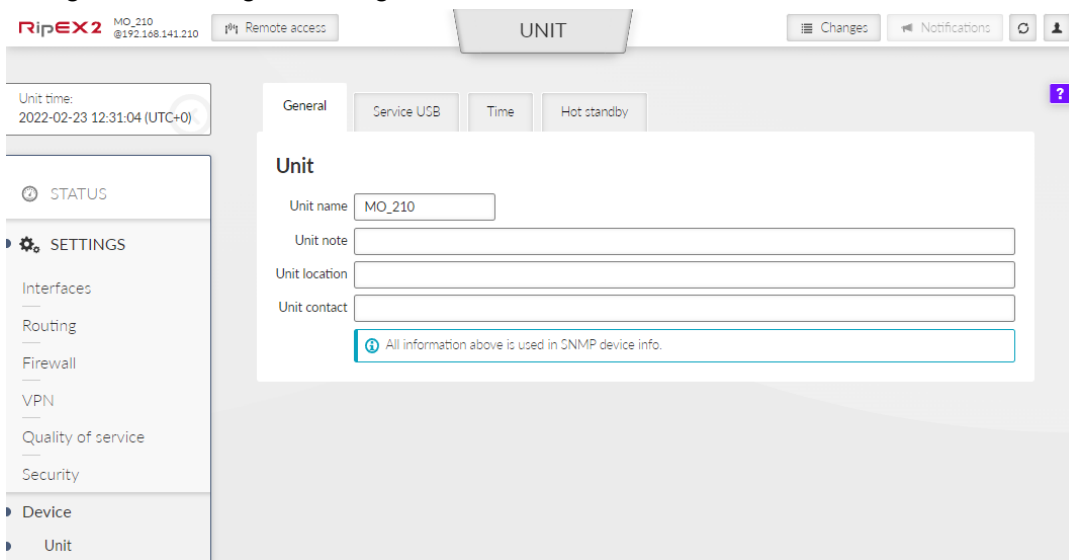 RipEX2 MO_210
@192.168.141.210
Remote access
UNIT
Changes
Notifications
Unit time:
2022-02-23 12:31:04 (UTC+0)
?
General
Service USB
Time
Hot standby
STATUS
SETTINGS
Interfaces
Routing
Firewall
VPN
Quality of service
Security
Device
Unit
Unit
Unit name MO_210
Unit note
Unit location
Unit contact
All information above is used in SNMP device info.